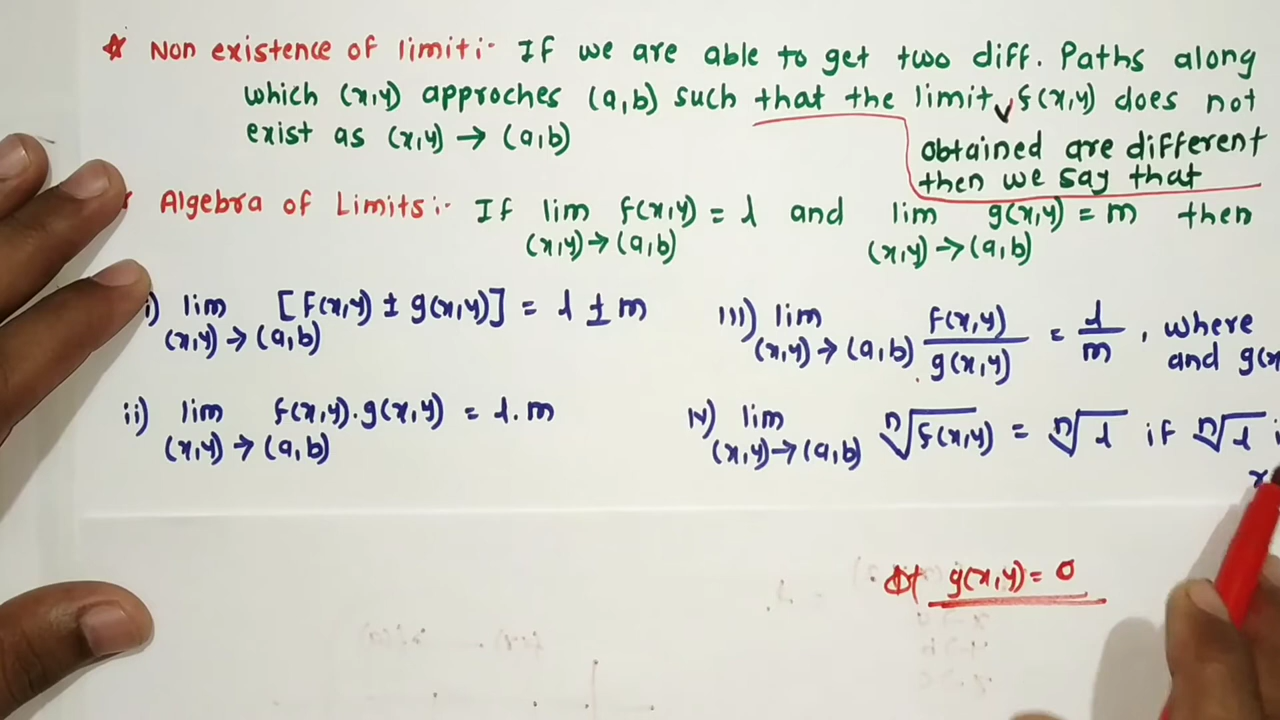 ☆ Non existence of limit:- If we are able to get two diff. Paths along
which (x,y) approches (a,b) such that the limit ∨ f(x,y) does not
exist as (x,y) → (a,b)
obtained are different
then we say that
Algebra of Limits:- If lim f(x,y) = l and lim g(x,y) = m then
(x,y)→(a,b) (x,y)→(a,b)
i) lim [f(x,y) ± g(x,y)] = l ± m
(x,y)→(a,b)
iii) lim f(x,y)/g(x,y) = l/m , where
(x,y)→(a,b) and g(x
ii) lim f(x,y).g(x,y) = l.m
(x,y)→(a,b)
iv) lim ⁿ√f(x,y) = ⁿ√l if ⁿ√l i
(x,y)→(a,b)
g(x,y) = 0